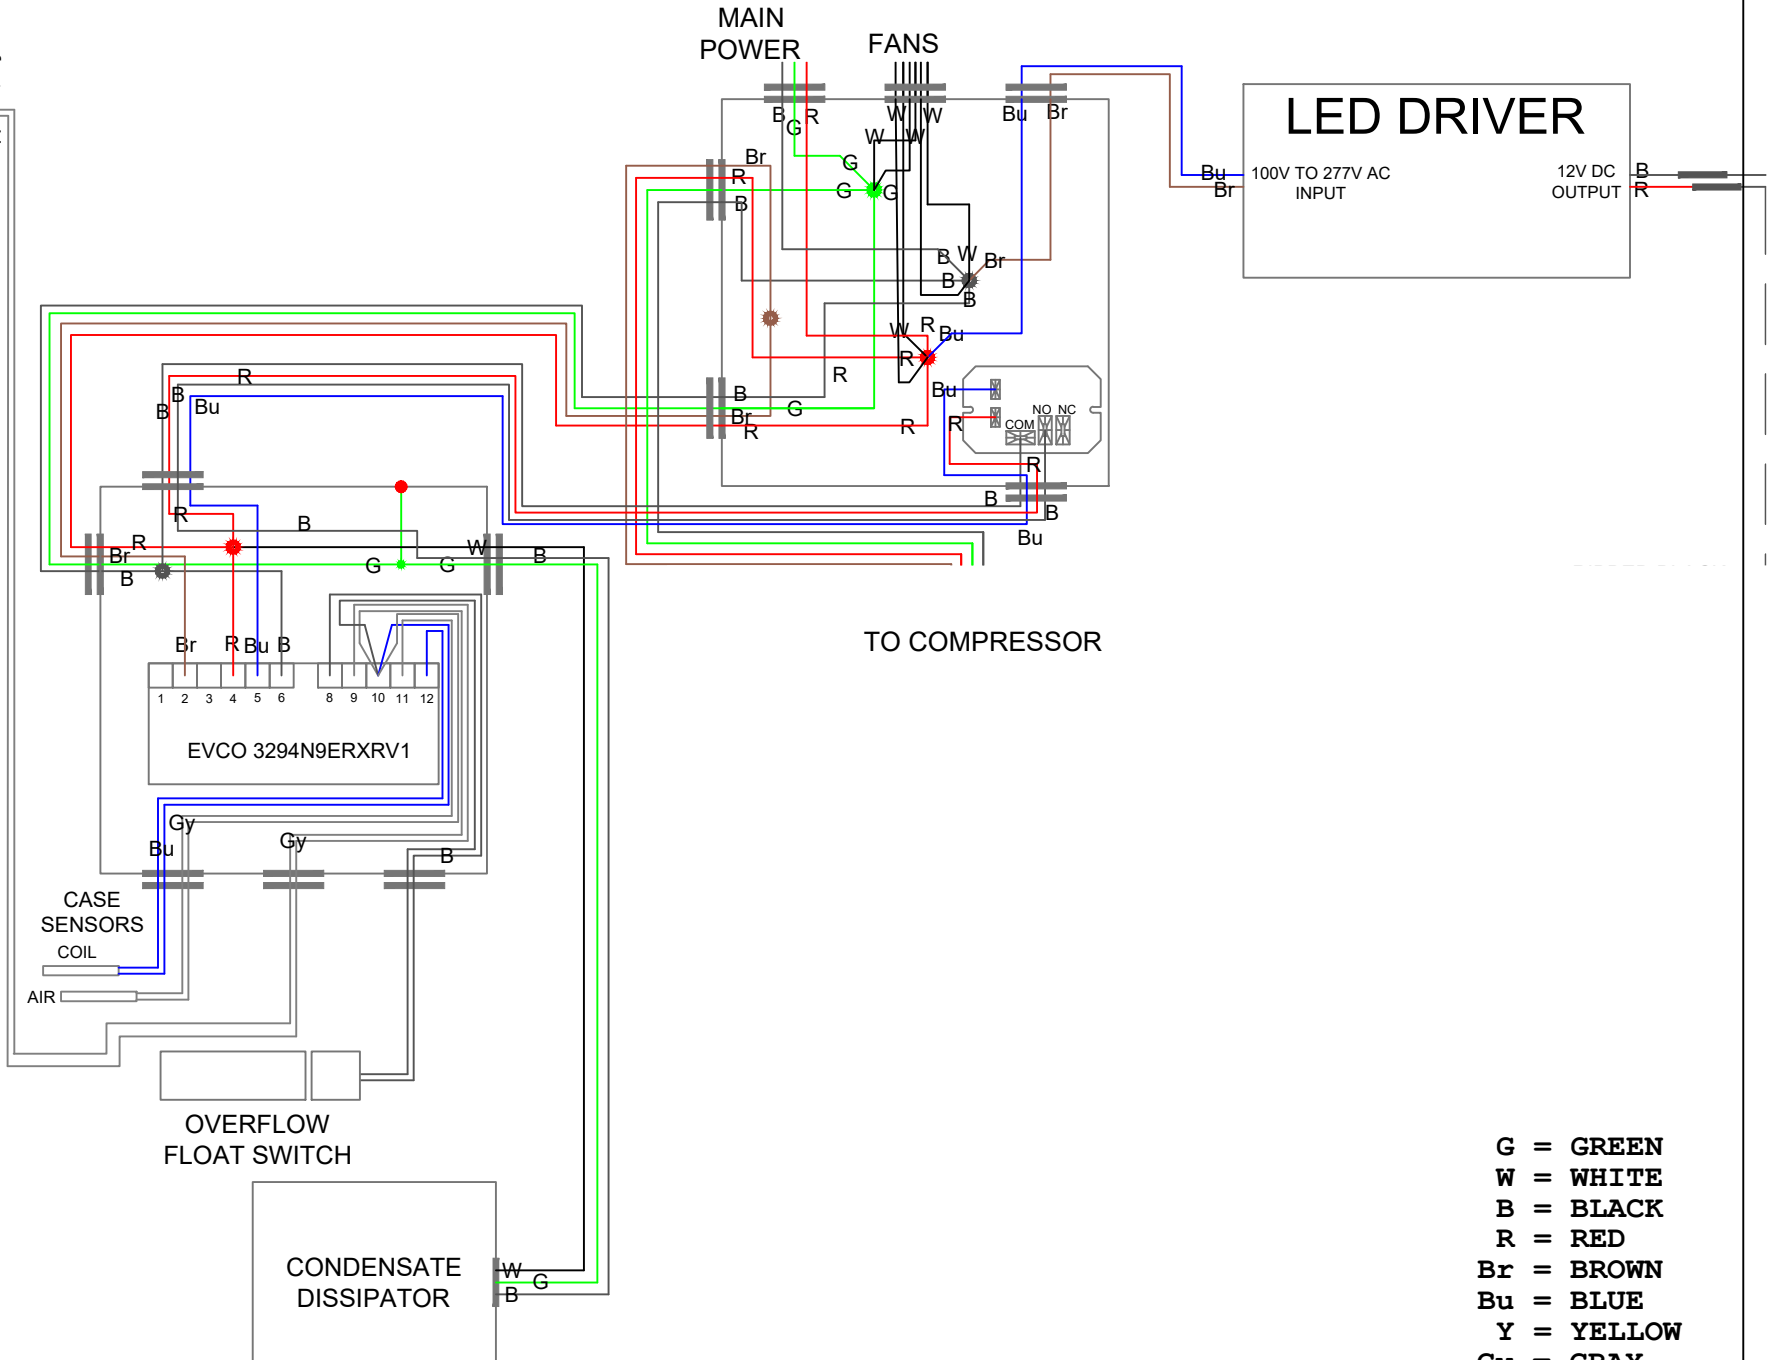 MAIN
POWER
FANS
B
G
R
W
W
W
W
Bu
Br
LED DRIVER
Bu
Br
100V TO 277V AC
INPUT
12V DC
OUTPUT
B
R
Br
R
B
G
G
G
B
W
Br
B
B
W
R
Bu
R
R
B
Br
R
G
R
Bu
R
COM
NO
NC
R
B
B
Bu
R
B
B
Bu
R
B
R
Br
B
G
G
W
B
TO COMPRESSOR
Br
R
Bu
B
1
2
3
4
5
6
8
9
10
11
12
EVCO 3294N9ERXRV1
Gy
Gy
Bu
B
CASE
SENSORS
COIL
AIR
OVERFLOW
FLOAT SWITCH
CONDENSATE
DISSIPATOR
W
G
B
G = GREEN
W = WHITE
B = BLACK
R = RED
Br = BROWN
Bu = BLUE
Y = YELLOW
Gy = GRAY